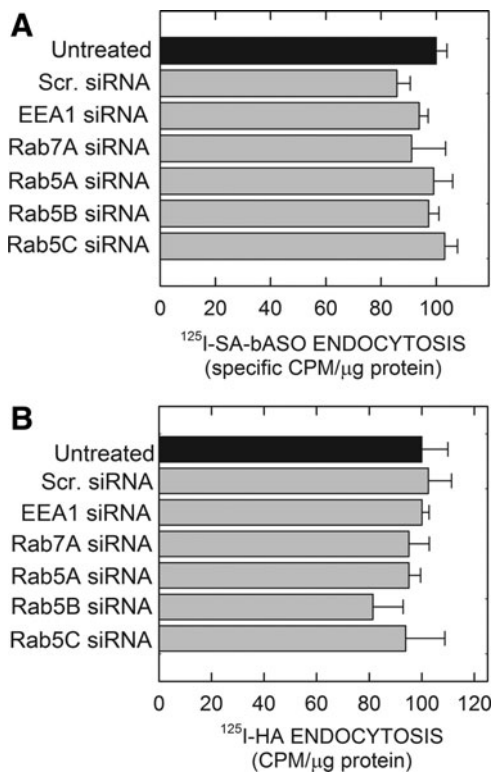 A
Untreated
Scr. siRNA
EEA1 siRNA
Rab7A siRNA
Rab5A siRNA
Rab5B siRNA
Rab5C siRNA
0 20 40 60 80 100
¹²⁵I-SA-bASO ENDOCYTOSIS
(specific CPM/μg protein)
B
Untreated
Scr. siRNA
EEA1 siRNA
Rab7A siRNA
Rab5A siRNA
Rab5B siRNA
Rab5C siRNA
0 20 40 60 80 100 120
¹²⁵I-HA ENDOCYTOSIS
(CPM/μg protein)